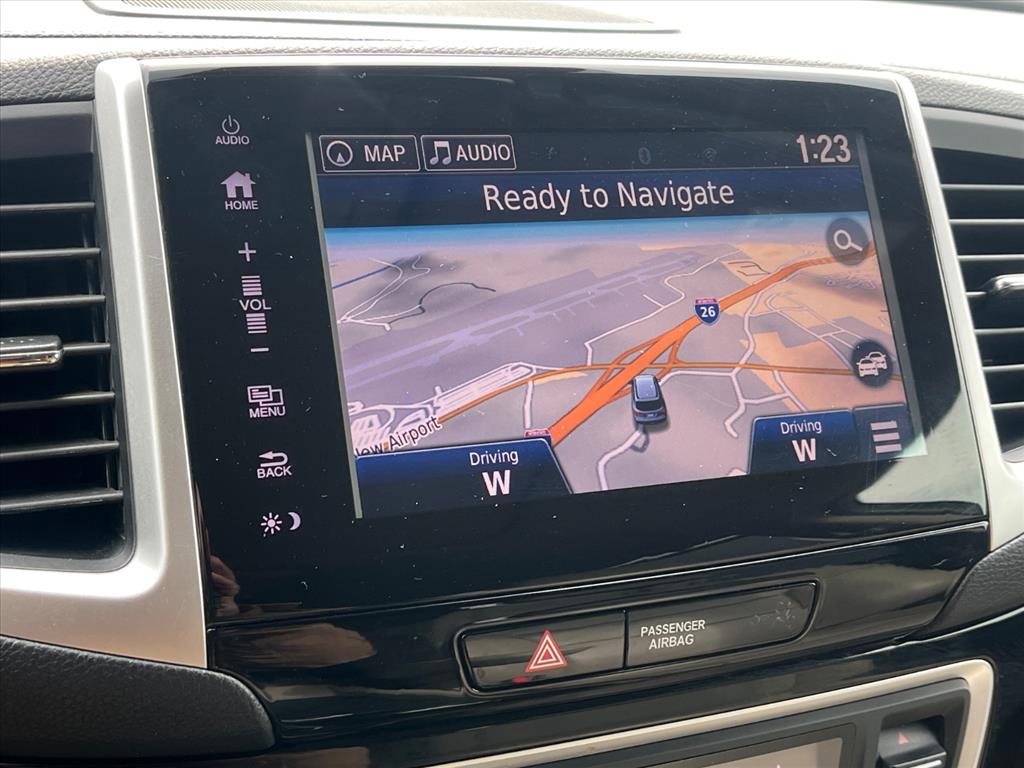 AUDIO
MAP
AUDIO
1:23
HOME
Ready to Navigate
+
VOL
−
26
MENU
Airport
Driving
W
Driving
W
BACK
PASSENGER
AIRBAG